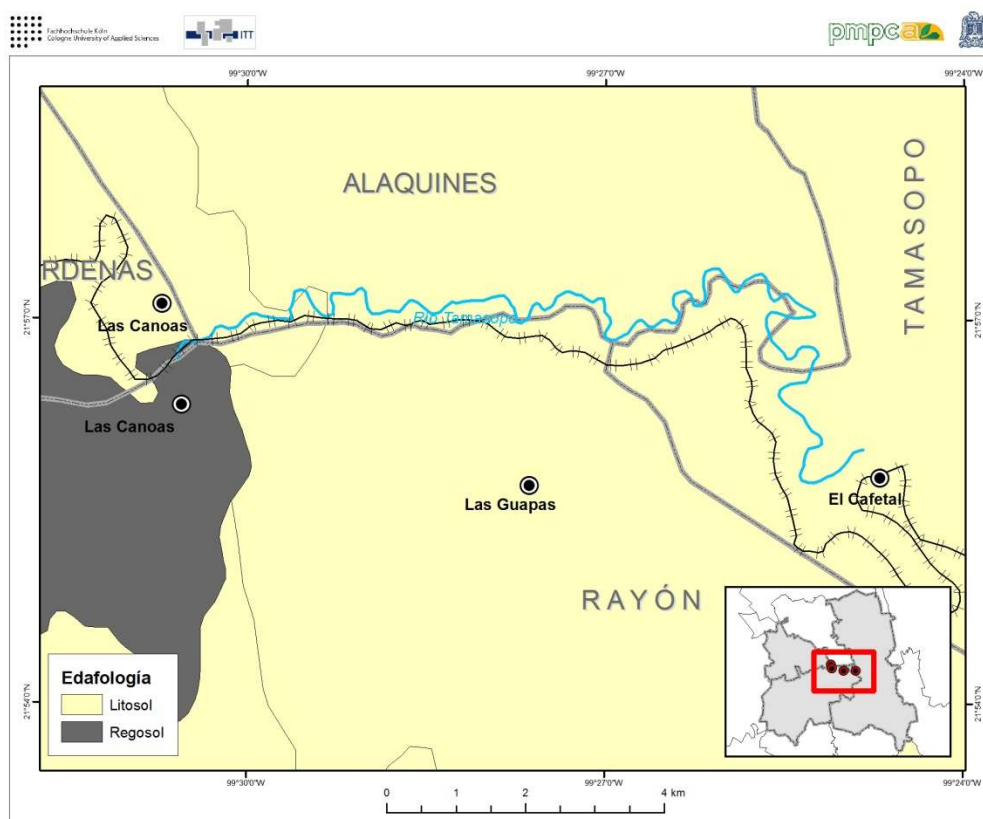 Fachhochschule Köln
Cologne University of Applied Sciences
ITT
pmpca
99°30'0"W
99°27'0"W
99°24'0"W
ALAQUINES
TAMASOPO
RDENAS
Las Canoas
21°57'0"N
21°57'0"N
Río Tamasopo
Las Canoas
Las Guapas
El Cafetal
RAYÓN
Edafología
Litosol
Regosol
21°54'0"N
21°54'0"N
99°30'0"W
99°27'0"W
99°24'0"W
0 1 2 4 km